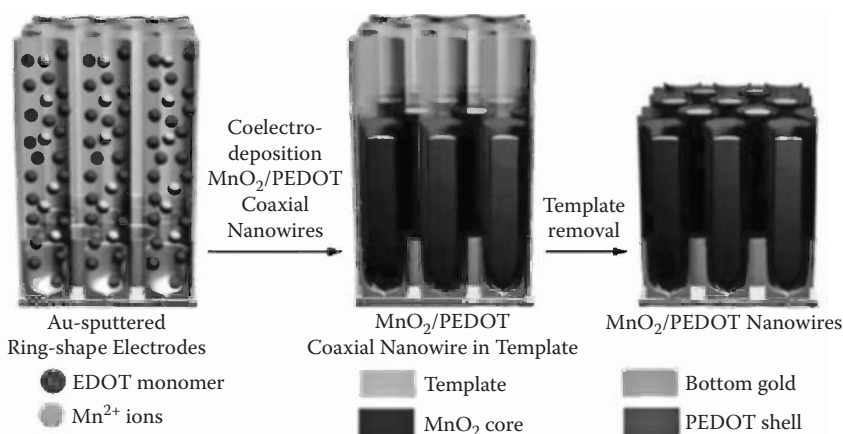 Coelectro-
deposition
MnO₂/PEDOT
Coaxial
Nanowires
Template
removal
Au-sputtered
Ring-shape Electrodes
MnO₂/PEDOT
Coaxial Nanowire in Template
MnO₂/PEDOT Nanowires
EDOT monomer
Mn²⁺ ions
Template
MnO₂ core
Bottom gold
PEDOT shell